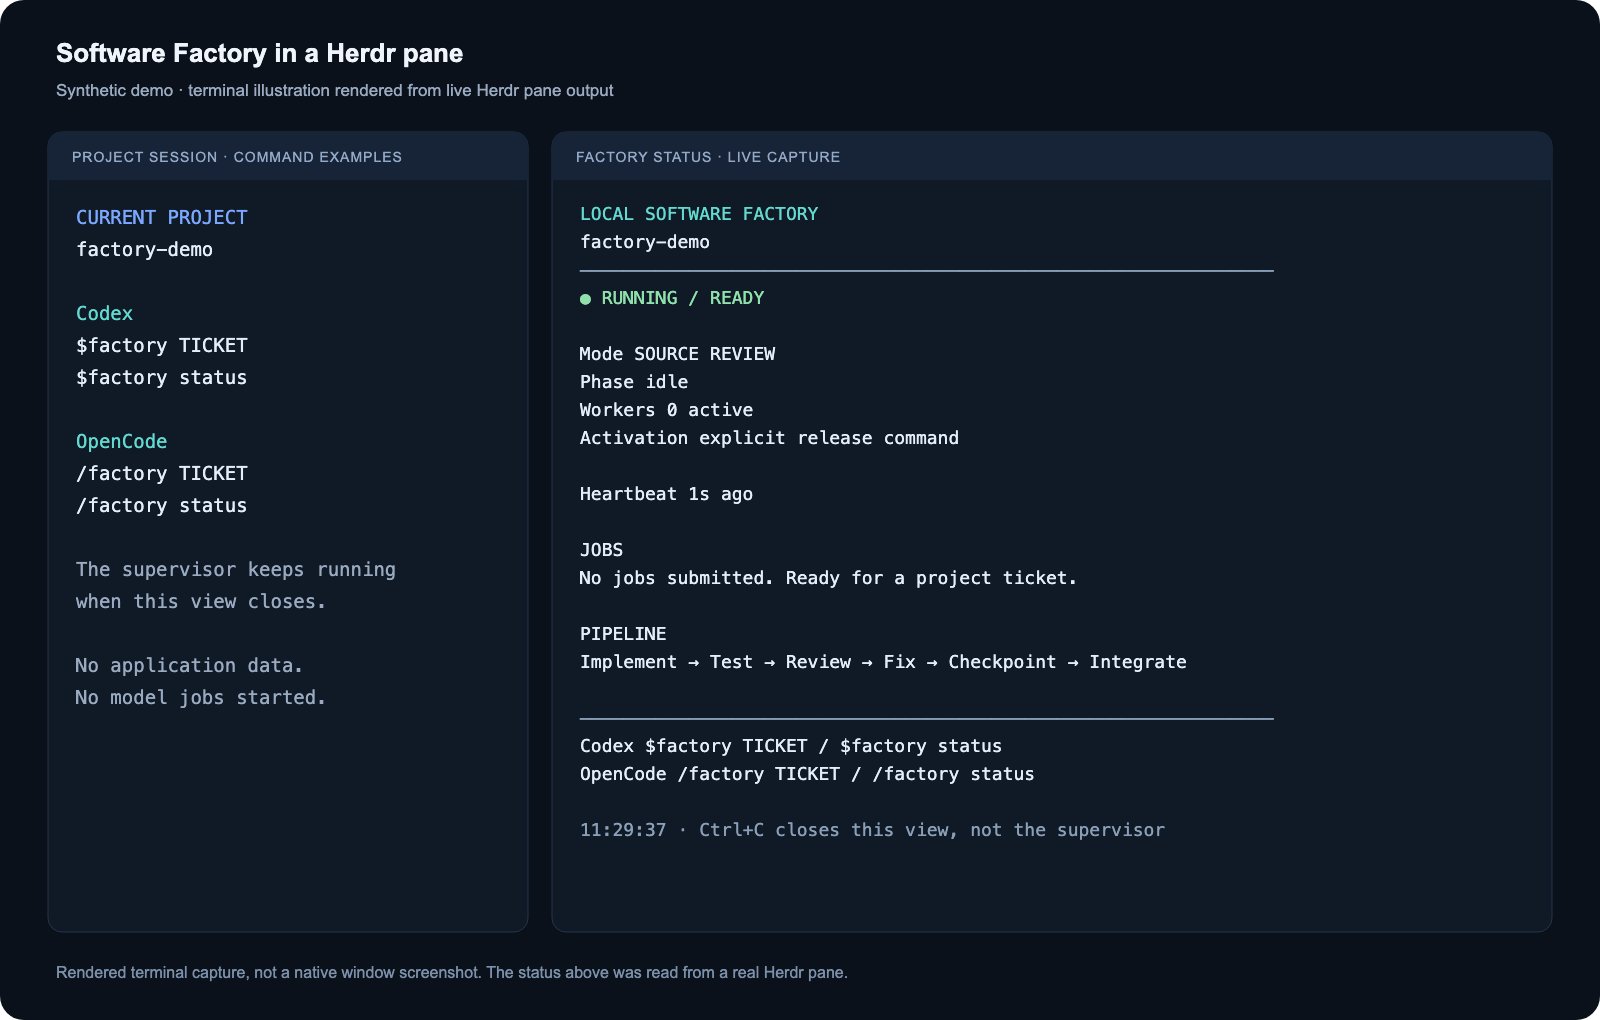 Software Factory in a Herdr pane
Synthetic demo · terminal illustration rendered from live Herdr pane output
PROJECT SESSION · COMMAND EXAMPLES
CURRENT PROJECT
factory-demo
Codex
$factory TICKET
$factory status
OpenCode
/factory TICKET
/factory status
The supervisor keeps running
when this view closes.
No application data.
No model jobs started.
FACTORY STATUS · LIVE CAPTURE
LOCAL SOFTWARE FACTORY
factory-demo
● RUNNING / READY
Mode SOURCE REVIEW
Phase idle
Workers 0 active
Activation explicit release command
Heartbeat 1s ago
JOBS
No jobs submitted. Ready for a project ticket.
PIPELINE
Implement → Test → Review → Fix → Checkpoint → Integrate
Codex $factory TICKET / $factory status
OpenCode /factory TICKET / /factory status
11:29:37 · Ctrl+C closes this view, not the supervisor
Rendered terminal capture, not a native window screenshot. The status above was read from a real Herdr pane.